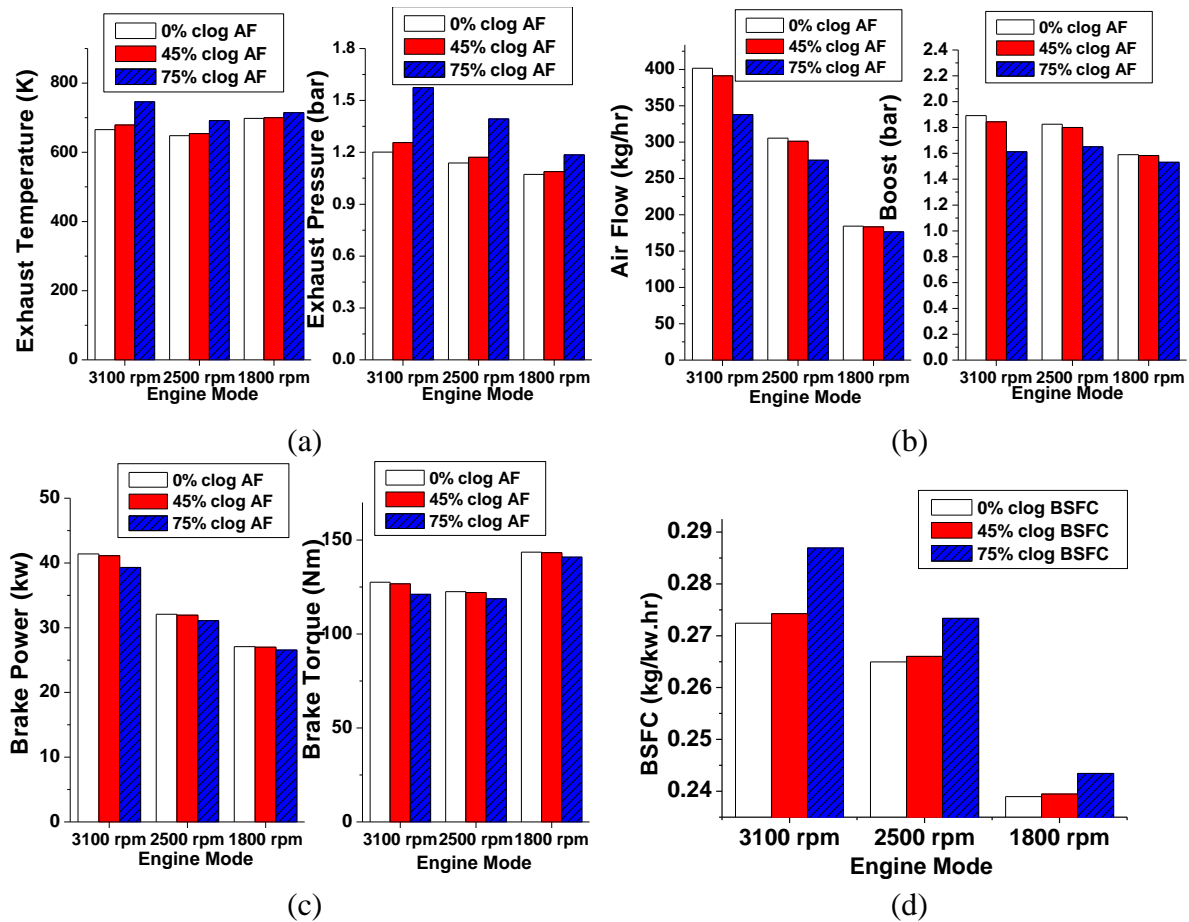 0% clog AF
45% clog AF
75% clog AF
Exhaust Temperature (K)
800
600
400
200
0
3100 rpm 2500 rpm 1800 rpm
Engine Mode
0% clog AF
45% clog AF
75% clog AF
Exhaust Pressure (bar)
1.8
1.5
1.2
0.9
0.6
0.3
0.0
3100 rpm 2500 rpm 1800 rpm
Engine Mode
(a)
0% clog AF
45% clog AF
75% clog AF
Air Flow (kg/hr)
400
350
300
250
200
150
100
50
0
3100 rpm 2500 rpm 1800 rpm
Engine Mode
0% clog AF
45% clog AF
75% clog AF
Boost (bar)
2.4
2.2
2.0
1.8
1.6
1.4
1.2
1.0
0.8
0.6
0.4
0.2
0.0
3100 rpm 2500 rpm 1800 rpm
Engine Mode
(b)
0% clog AF
45% clog AF
75% clog AF
Brake Power (kw)
50
40
30
20
10
0
3100 rpm 2500 rpm 1800 rpm
Engine Mode
0% clog AF
45% clog AF
75% clog AF
Brake Torque (Nm)
150
100
50
0
3100 rpm 2500 rpm 1800 rpm
Engine Mode
(c)
0% clog BSFC
45% clog BSFC
75% clog BSFC
BSFC (kg/kw.hr)
0.29
0.28
0.27
0.26
0.25
0.24
3100 rpm 2500 rpm 1800 rpm
Engine Mode
(d)